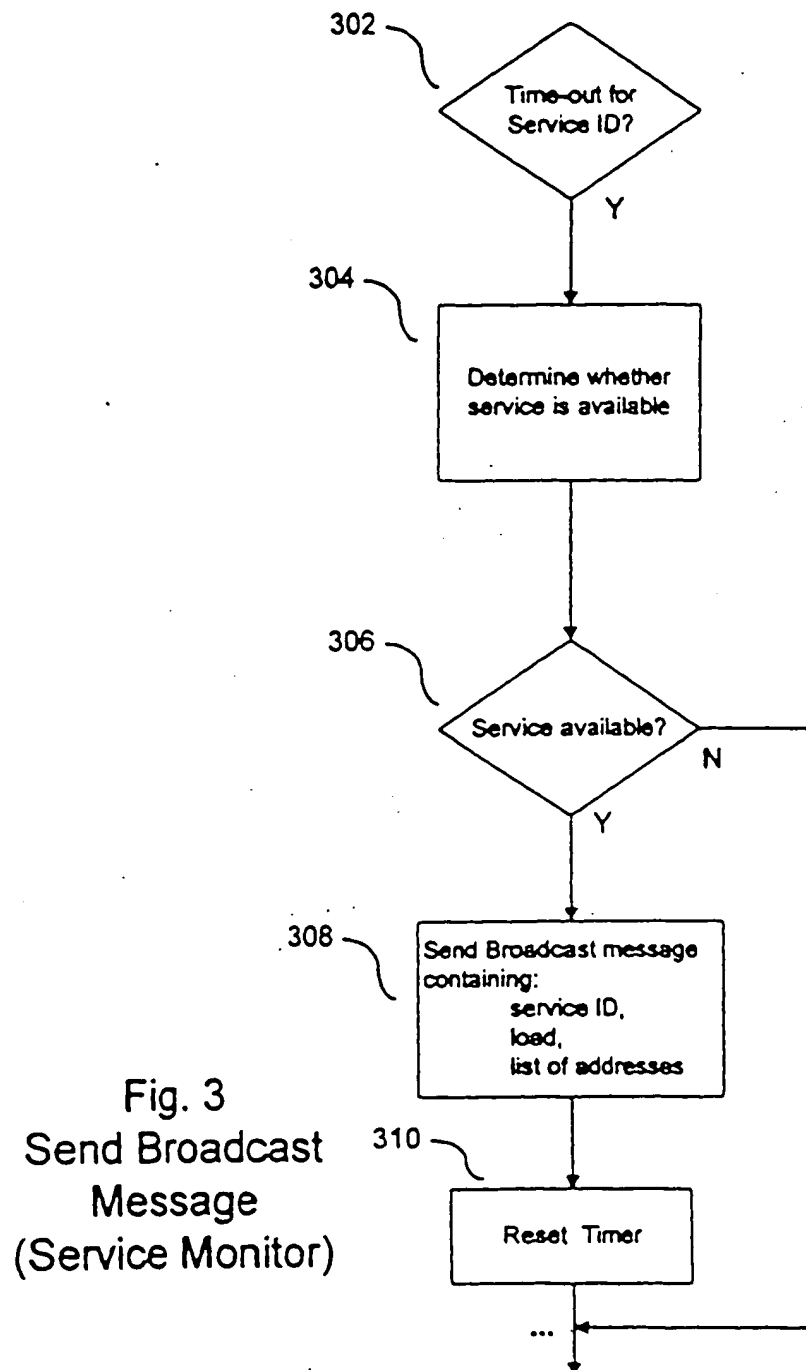 302
Time-out for
Service ID?
Y
304
Determine whether
service is available
306
Service available?
N
Y
308
Send Broadcast message
containing:
service ID,
load,
list of addresses
Fig. 3
Send Broadcast
Message
(Service Monitor)
310
Reset Timer
...